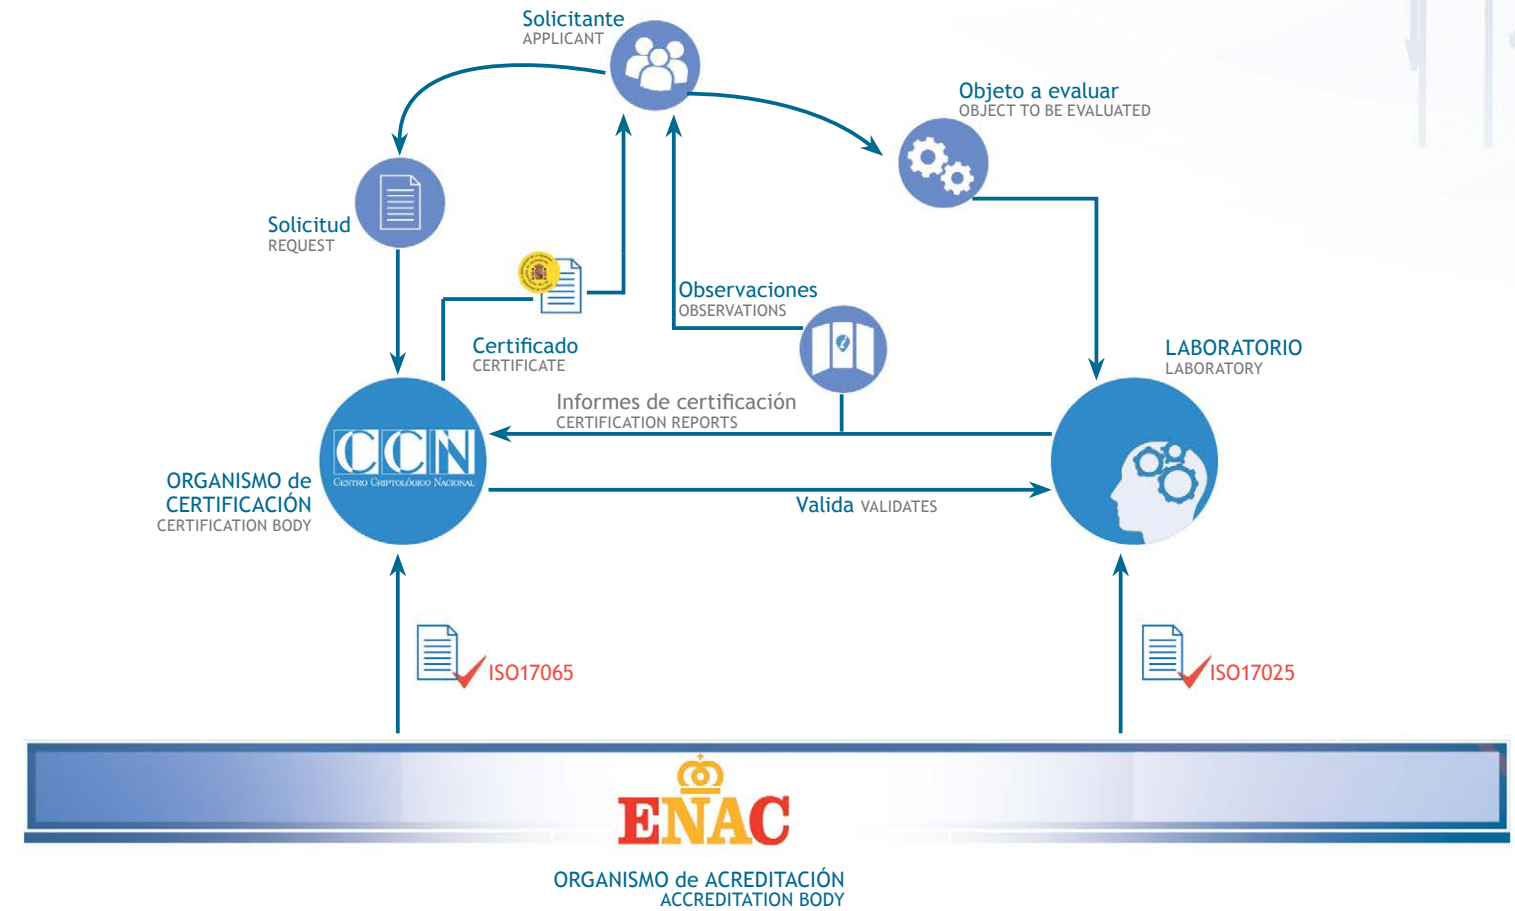 Solicitante
APPLICANT
Objeto a evaluar
OBJECT TO BE EVALUATED
Solicitud
REQUEST
Observaciones
OBSERVATIONS
Certificado
CERTIFICATE
LABORATORIO
LABORATORY
Informes de certificación
CERTIFICATION REPORTS
CCN
CENTRO CRIPTOLÓGICO NACIONAL
ORGANISMO de
CERTIFICACIÓN
CERTIFICATION BODY
Valida VALIDATES
ISO17065
ISO17025
ENAC
ORGANISMO de ACREDITACIÓN
ACCREDITATION BODY